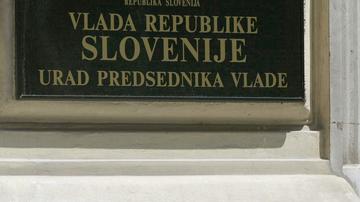 REPUBLIKA SLOVENIJA
VLADA REPUBLIKE
SLOVENIJE
URAD PREDSEDNIKA VLADE